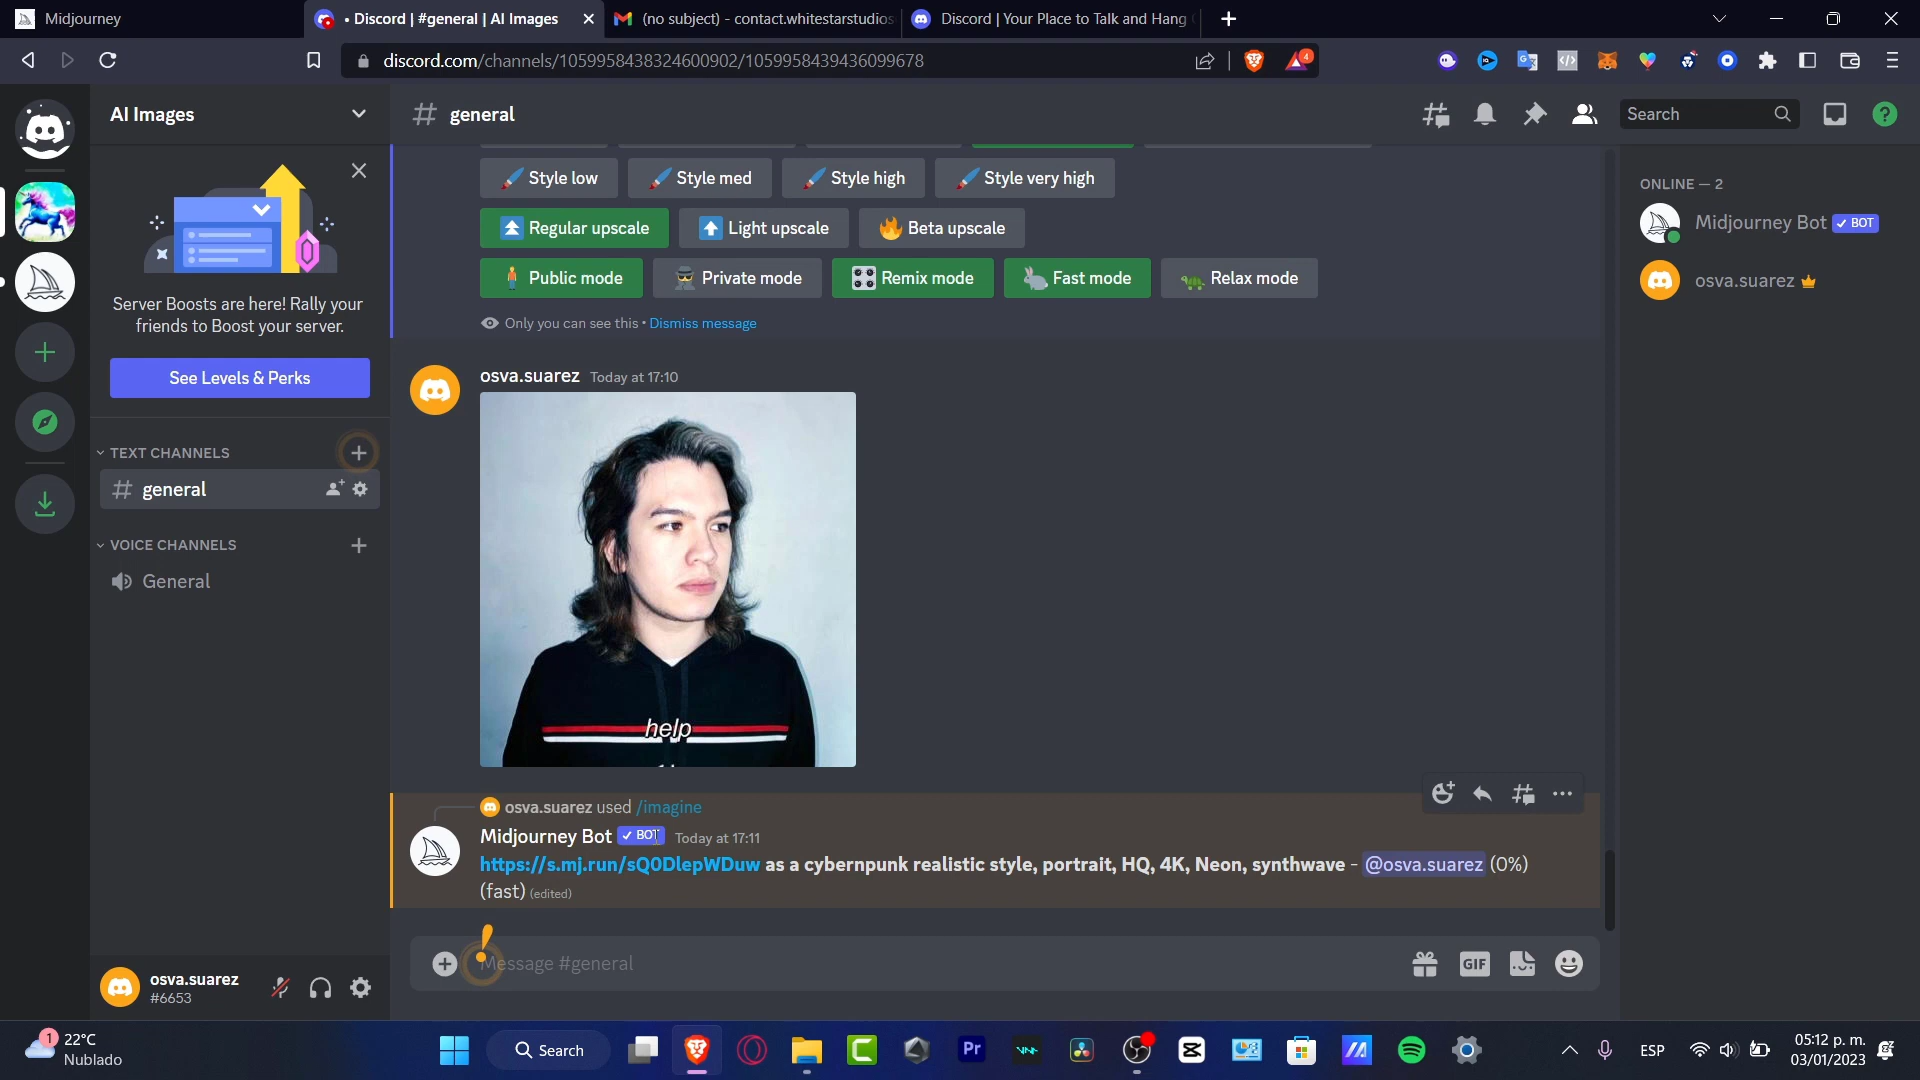 Midjourney
• Discord | #general | AI Images
(no subject) - contact.whitestarstudios
Discord | Your Place to Talk and Hang
discord.com/channels/1059958438324600902/1059958439436099678
4
AI Images
general
Search
Server Boosts are here! Rally your
friends to Boost your server.
See Levels & Perks
TEXT CHANNELS
general
VOICE CHANNELS
General
osva.suarez
#6653
Style low
Style med
Style high
Style very high
Regular upscale
Light upscale
Beta upscale
Public mode
Private mode
Remix mode
Fast mode
Relax mode
Only you can see this • Dismiss message
osva.suarez Today at 17:10
help
osva.suarez used /imagine
Midjourney Bot ✓ BOT Today at 17:11
https://s.mj.run/sQ0DlepWDuw as a cybernpunk realistic style, portrait, HQ, 4K, Neon, synthwave - @osva.suarez (0%)
(fast) (edited)
Message #general
GIF
ONLINE — 2
Midjourney Bot ✓ BOT
osva.suarez
1
22°C
Nublado
Search
Pr
ESP
05:12 p. m.
03/01/2023